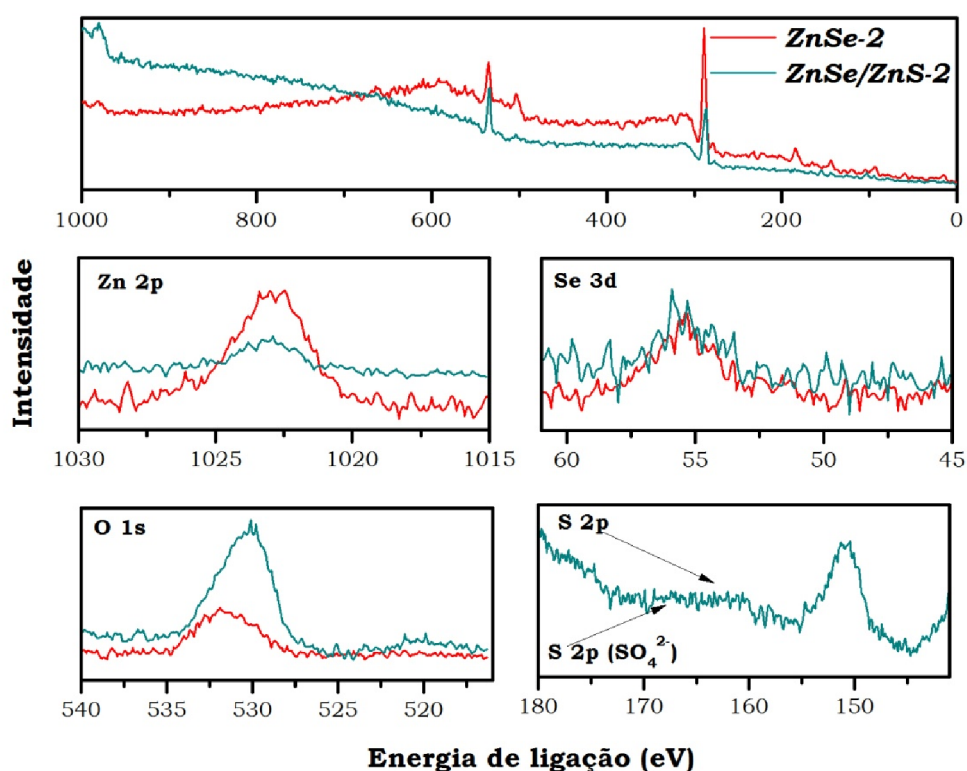 ZnSe-2
ZnSe/ZnS-2
1000 800 600 400 200 0
Intensidade
Zn 2p
1030 1025 1020 1015
Se 3d
60 55 50 45
O 1s
540 535 530 525 520
S 2p
S 2p (SO₄²⁻)
180 170 160 150
Energia de ligação (eV)